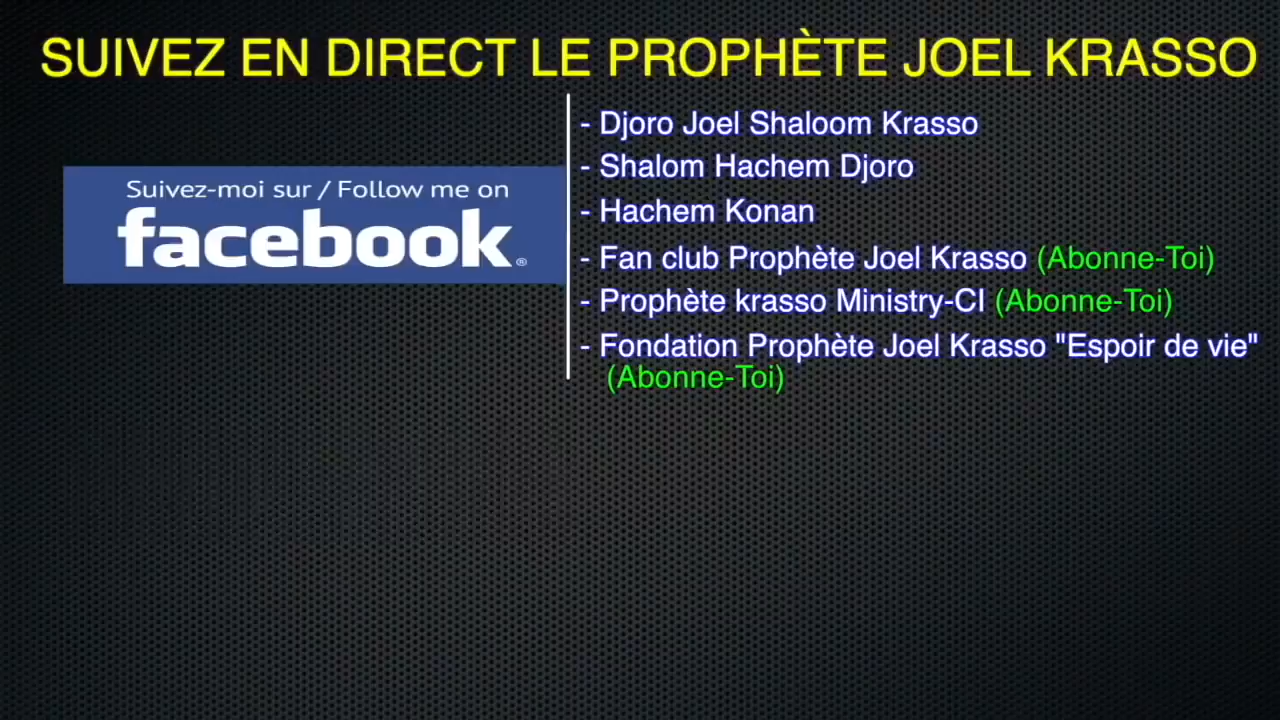 SUIVEZ EN DIRECT LE PROPHÈTE JOEL KRASSO
Suivez-moi sur / Follow me on
facebook®
- Djoro Joel Shaloom Krasso
- Shalom Hachem Djoro
- Hachem Konan
- Fan club Prophète Joel Krasso (Abonne-Toi)
- Prophète krasso Ministry-CI (Abonne-Toi)
- Fondation Prophète Joel Krasso "Espoir de vie"
(Abonne-Toi)